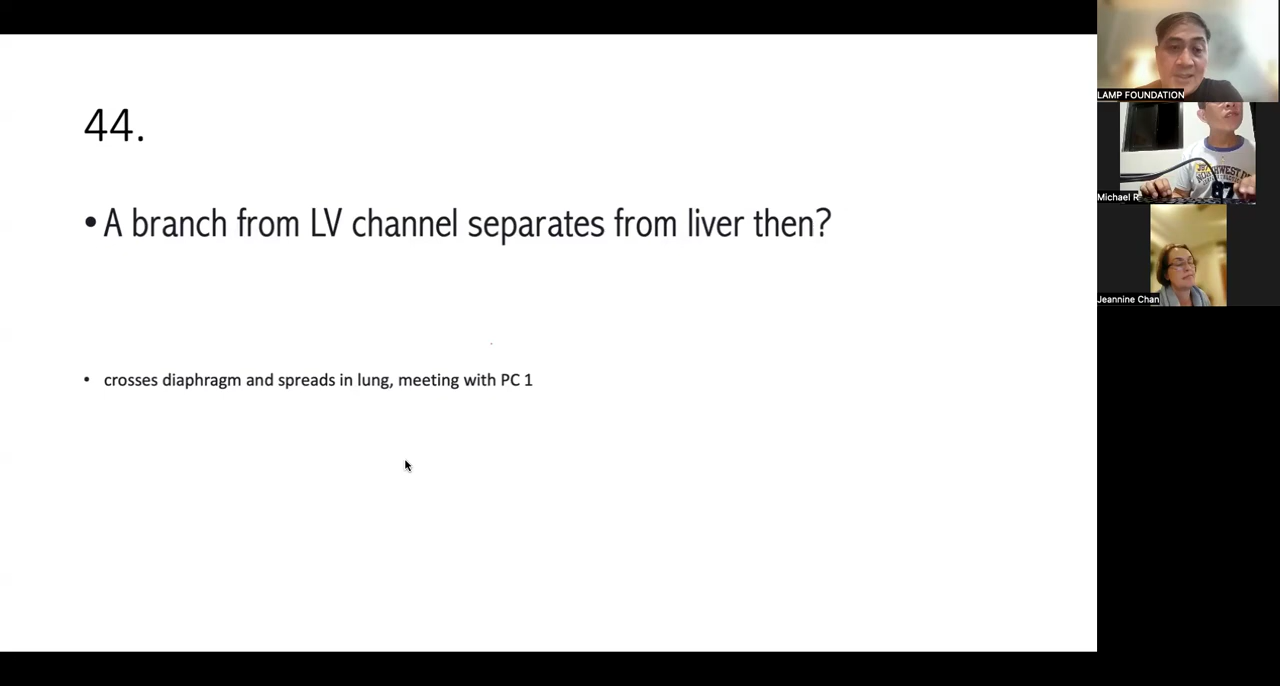 44.
• A branch from LV channel separates from liver then?
• crosses diaphragm and spreads in lung, meeting with PC 1
LAMP FOUNDATION
Michael R
Jeannine Chan